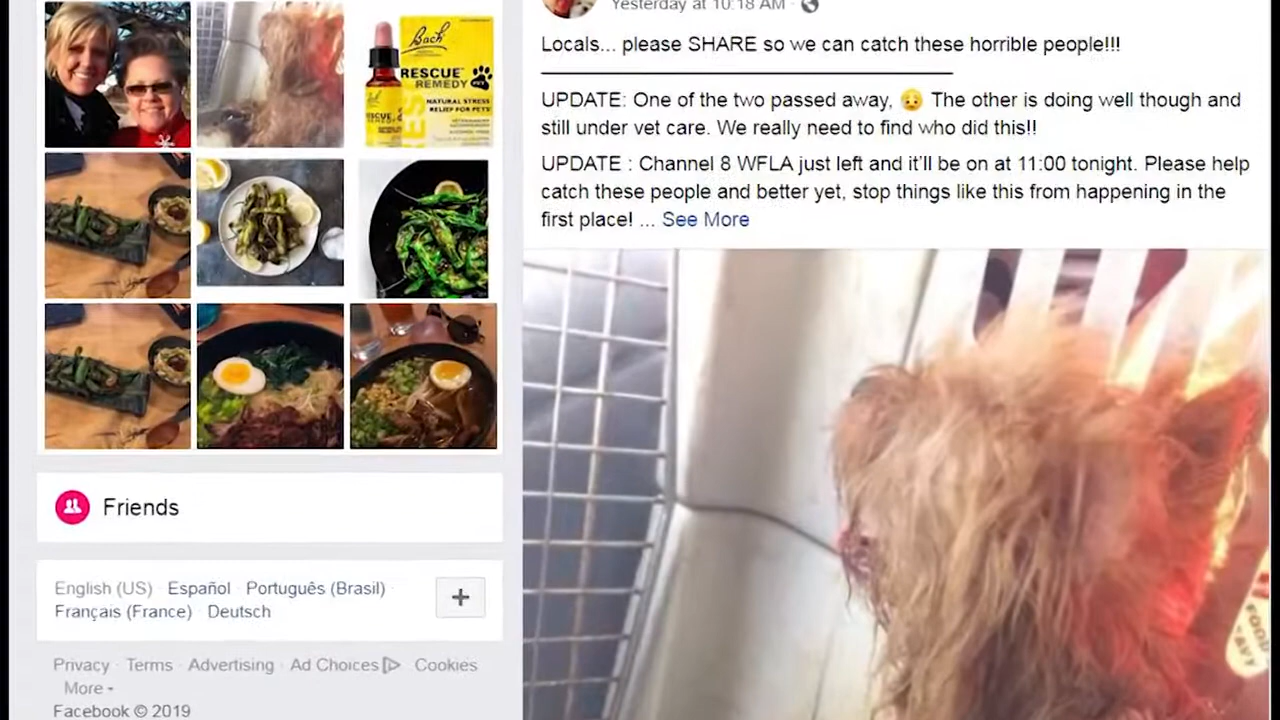 Bach
RESCUE
REMEDY PET
NATURAL STRESS
RELIEF FOR PETS
Friends
English (US) · Español · Português (Brasil) ·
Français (France) · Deutsch
+
Privacy · Terms · Advertising · Ad Choices · Cookies
More
Facebook © 2019
Yesterday at 10:18 AM ·
Locals... please SHARE so we can catch these horrible people!!!
UPDATE: One of the two passed away, 😥 The other is doing well though and
still under vet care. We really need to find who did this!!
UPDATE : Channel 8 WFLA just left and it'll be on at 11:00 tonight. Please help
catch these people and better yet, stop things like this from happening in the
first place! ... See More